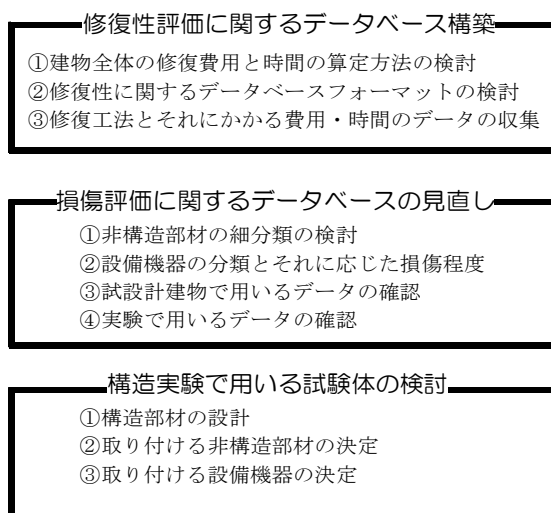 修復性評価に関するデータベース構築
①建物全体の修復費用と時間の算定方法の検討
②修復性に関するデータベースフォーマットの検討
③修復工法とそれにかかる費用・時間のデータの収集
損傷評価に関するデータベースの見直し
①非構造部材の細分類の検討
②設備機器の分類とそれに応じた損傷程度
③試設計建物で用いるデータの確認
④実験で用いるデータの確認
構造実験で用いる試験体の検討
①構造部材の設計
②取り付ける非構造部材の決定
③取り付ける設備機器の決定